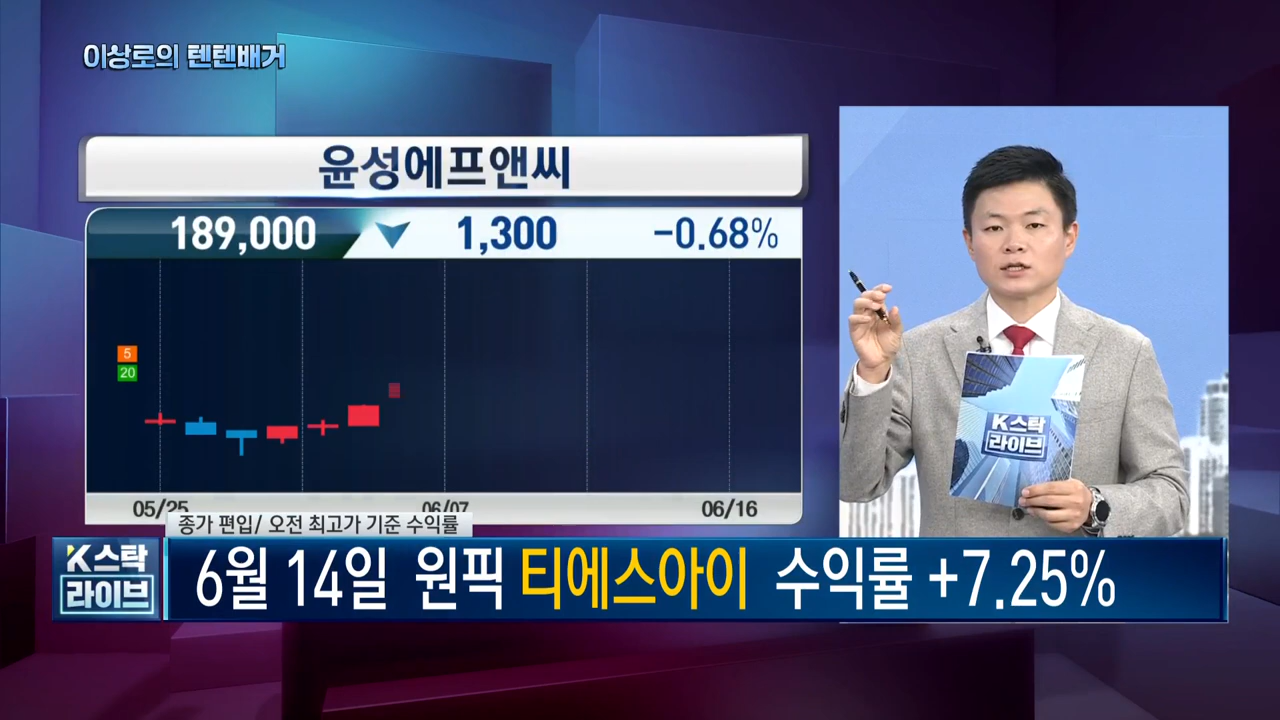 이상로의 텐텐배거
윤성에프앤씨
189,000 ▼ 1,300 -0.68%
5
20
05/25 06/07 06/16
종가 편입/ 오전 최고가 기준 수익률
K스탁
라이브
6월 14일 원픽 티에스아이 수익률 +7.25%
K스탁
라이브